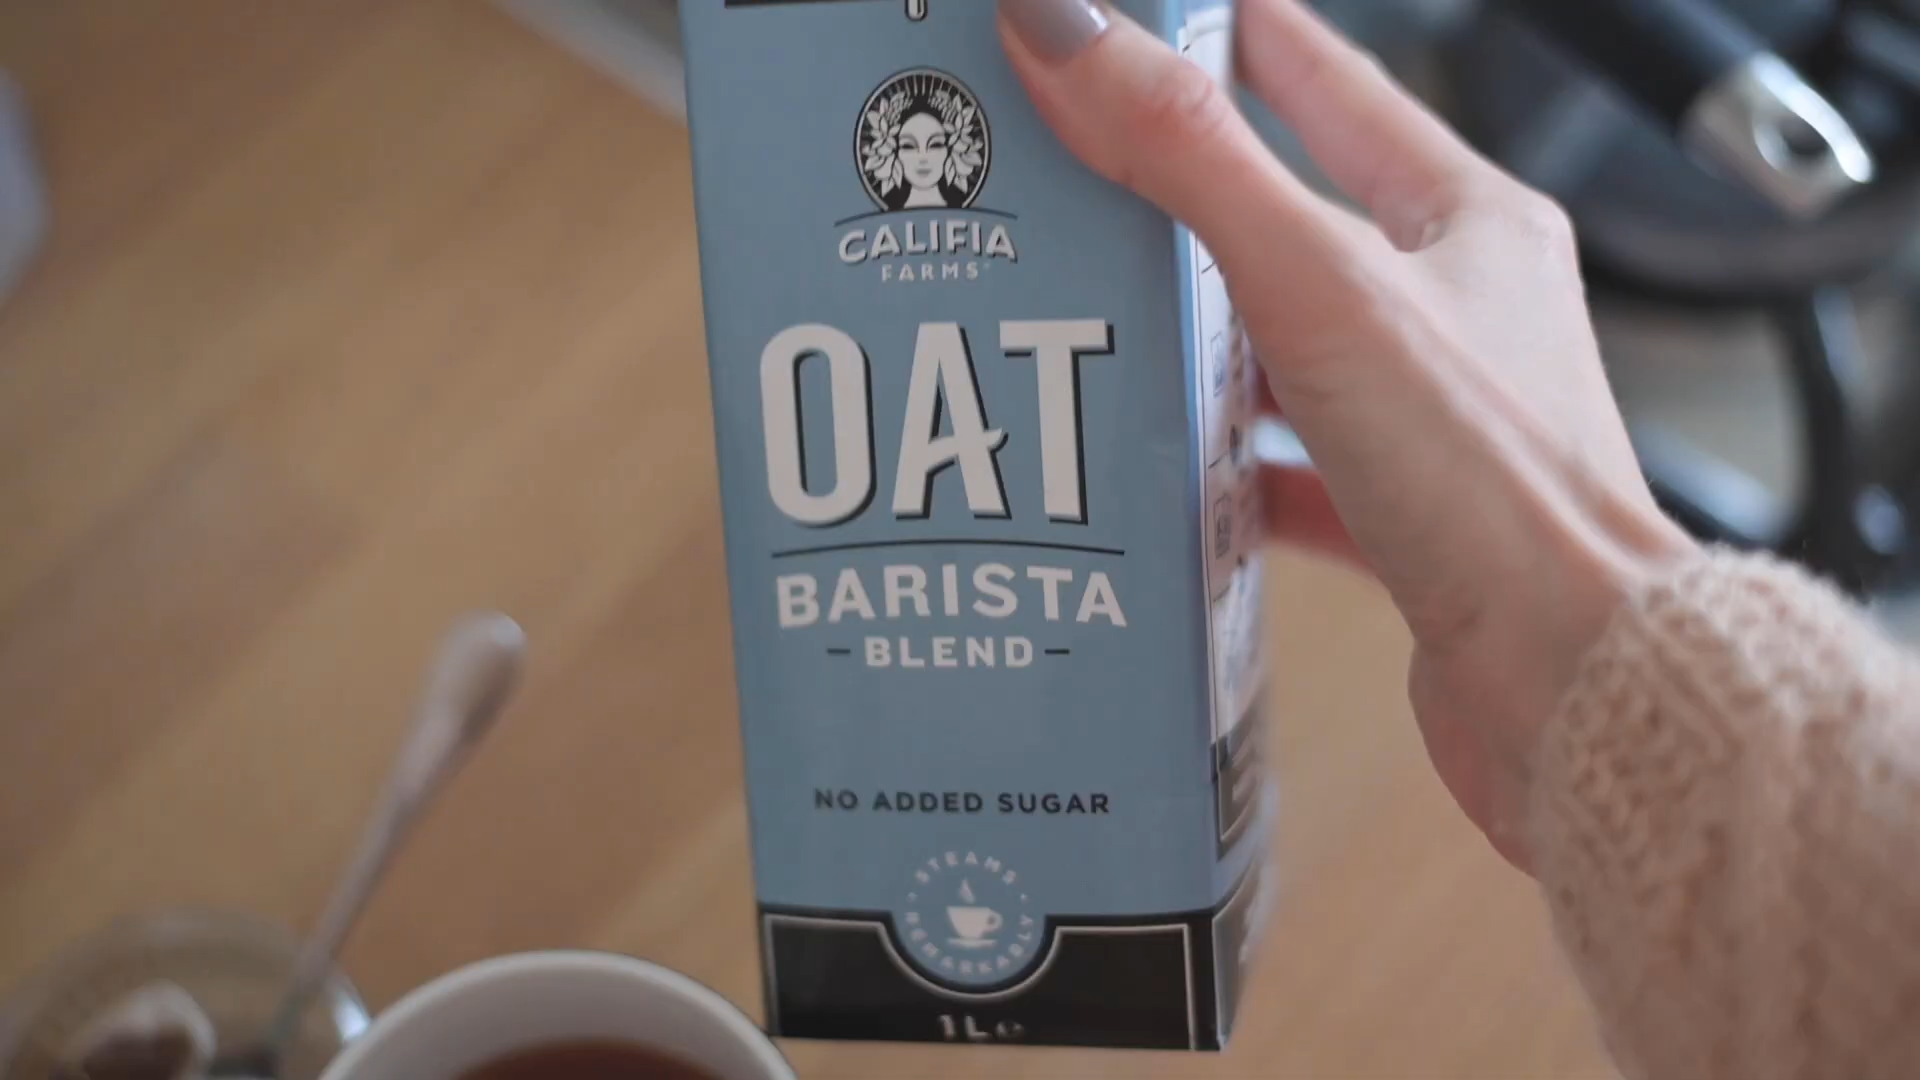 CALIFIA
FARMS
OAT
BARISTA
BLEND
NO ADDED SUGAR
STEAMS
REMARKABLY
1L